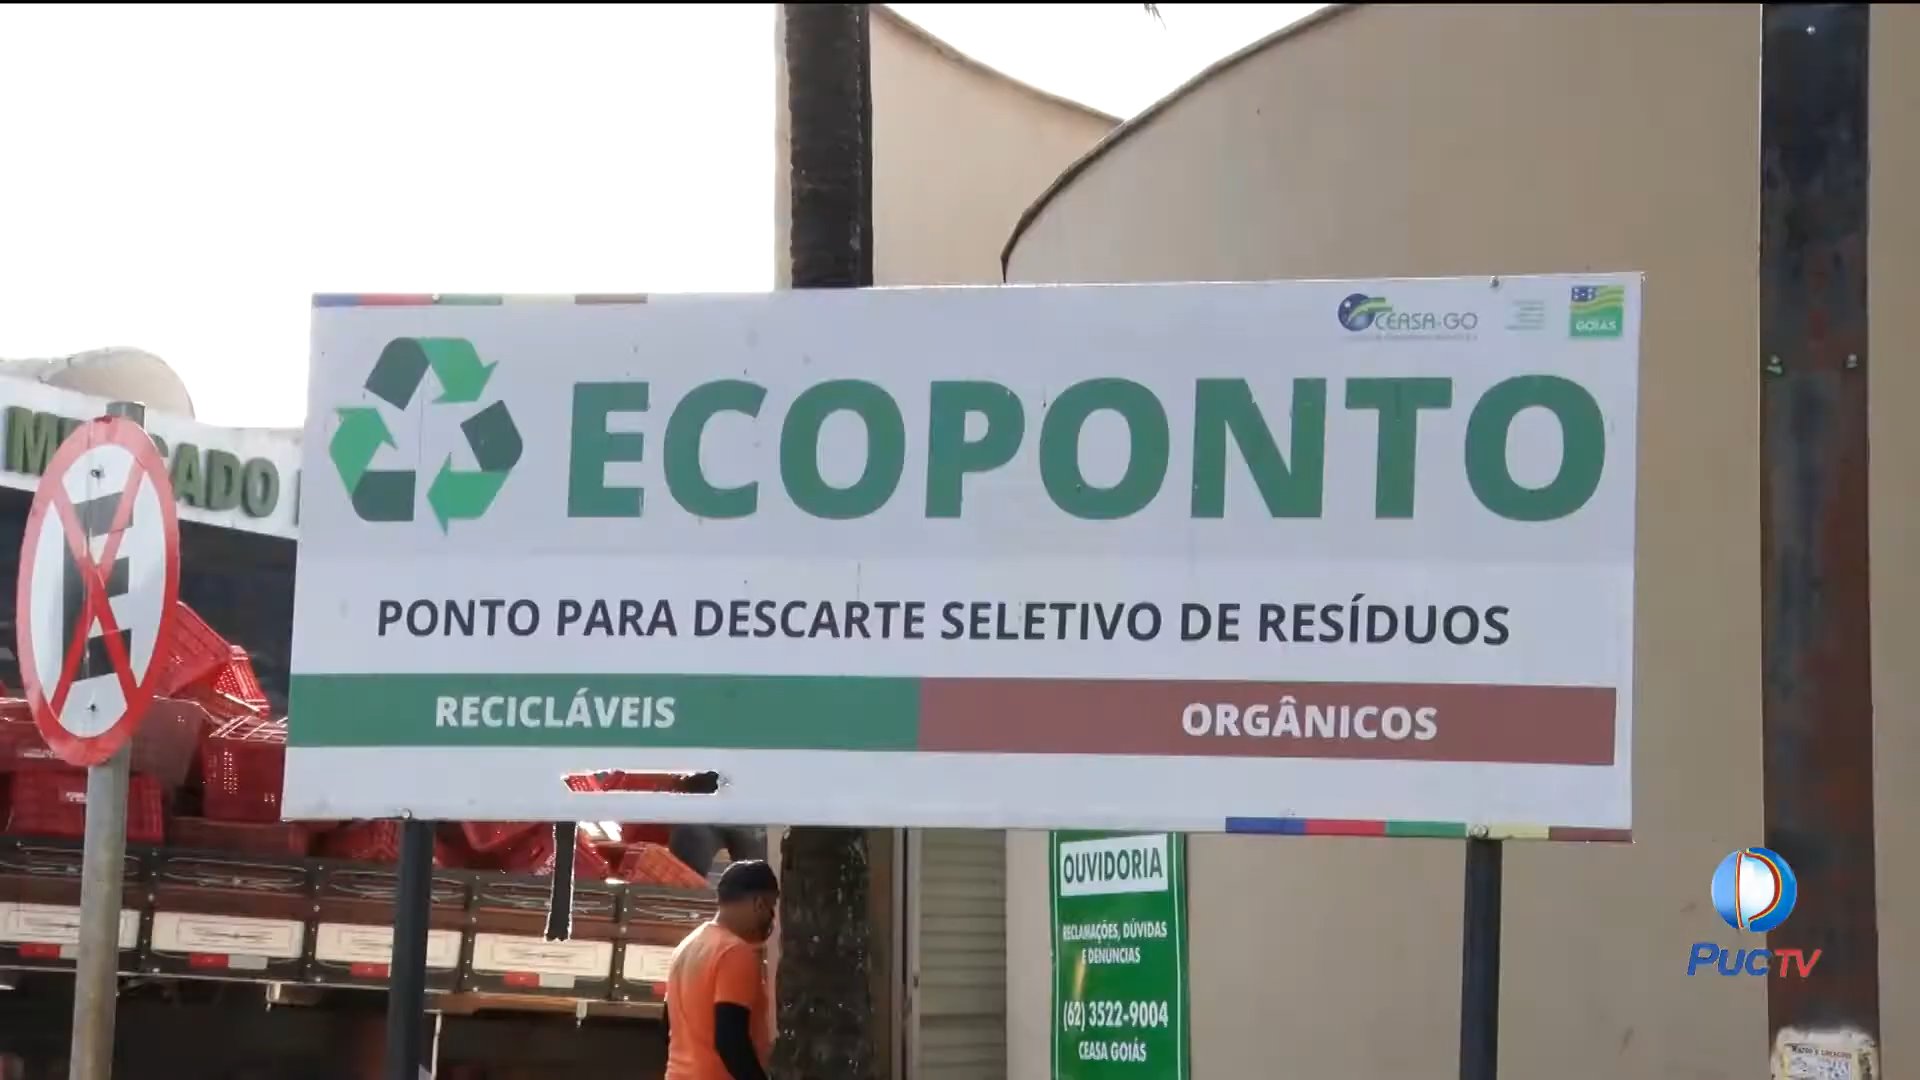 CEASA-GO
GOIÁS
ECOPONTO
PONTO PARA DESCARTE SELETIVO DE RESÍDUOS
RECICLÁVEIS
ORGÂNICOS
E
OUVIDORIA
RECLAMAÇÕES, DÚVIDAS
E DENÚNCIAS
(62) 3522-9004
CEASA GOIÁS
PUCTV